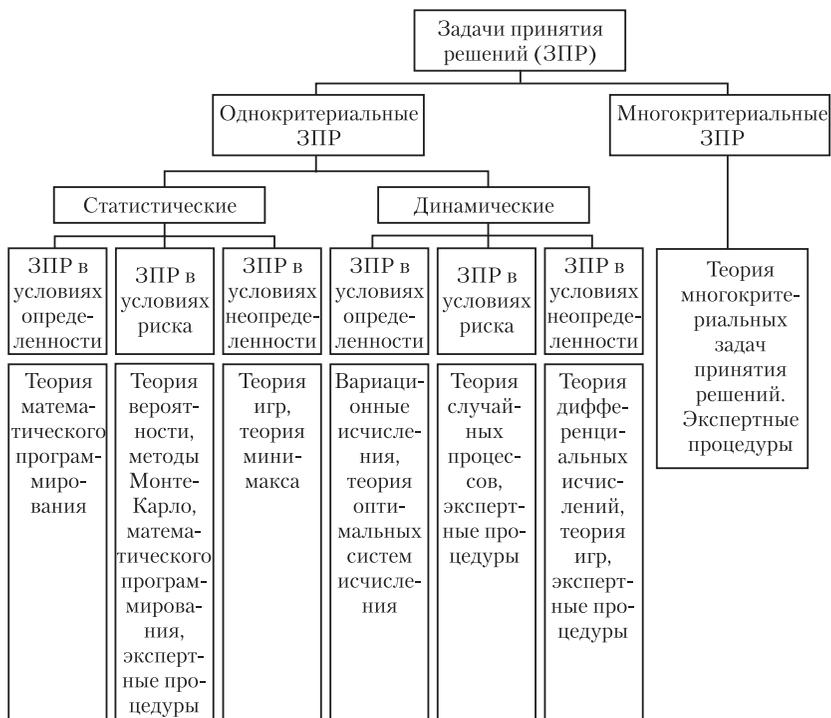 Задачи принятия
решений (ЗПР)
Однокритериальные
ЗПР
Многокритериальные
ЗПР
Статистические
Динамические
ЗПР в
условиях
опреде-
ленности
ЗПР в
условиях
риска
ЗПР в
условиях
неопреде-
ленности
ЗПР в
условиях
опреде-
ленности
ЗПР в
условиях
риска
ЗПР в
условиях
неопреде-
ленности
Теория
многокрите-
риальных
задач
принятия
решений.
Экспертные
процедуры
Теория
матема-
тического
програм-
мирo-
вания
Теория
вероят-
ности,
методы
Монте-
Карло,
матема-
тического
програм-
мирова-
ния,
эксперт-
ные про-
цедуры
Теория
игр,
теория
мини-
макса
Вариаци-
онные
исчисле-
ния,
теория
опти-
мальных
систем
исчисле-
ния
Теория
случай-
ных
процес-
сов,
эксперт-
ные про-
цедуры
Теория
диффе-
ренци-
альных
исчис-
лений,
теория
игр,
эксперт-
ные про-
цедуры